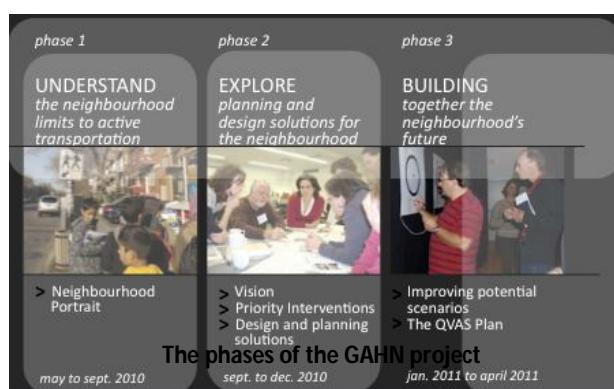 phase 1
UNDERSTAND
the neighbourhood
limits to active
transportation
> Neighbourhood
Portrait
may to sept. 2010
phase 2
EXPLORE
planning and
design solutions for
the neighbourhood
> Vision
> Priority Interventions
> Design and planning
solutions
sept. to dec. 2010
phase 3
BUILDING
together the
neighbourhood's
future
> Improving potential
scenarios
> The QVAS Plan
jan. 2011 to april 2011
The phases of the GAHN project